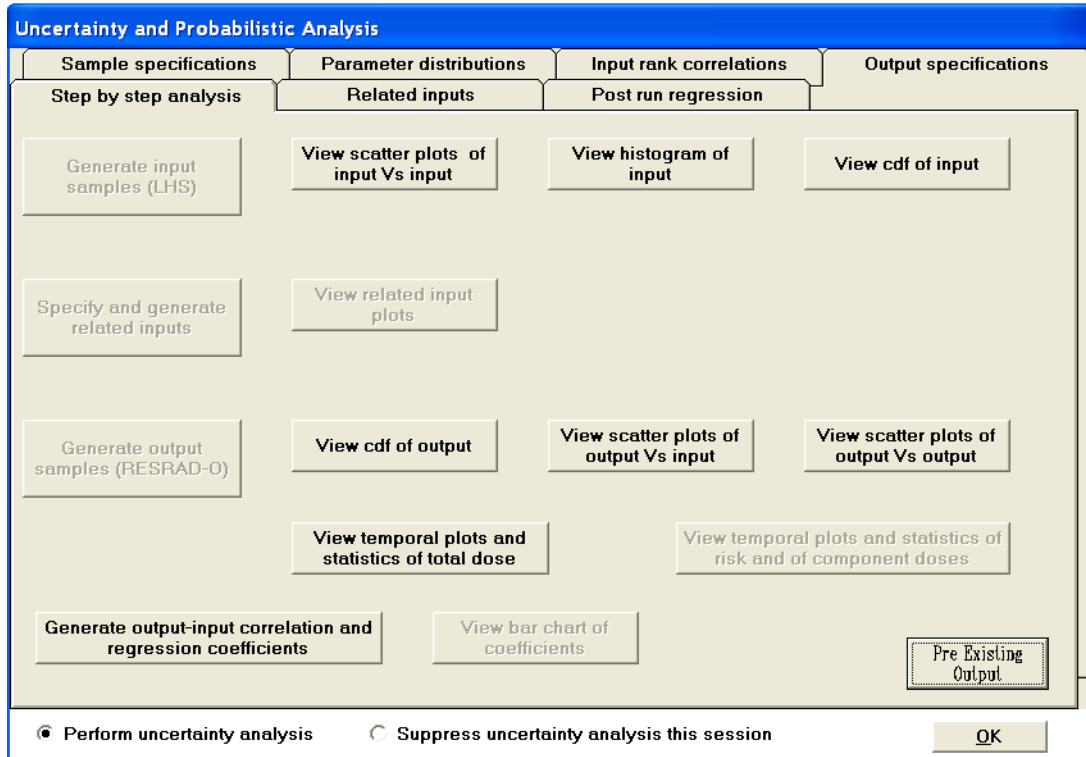 Uncertainty and Probabilistic Analysis
Sample specifications
Parameter distributions
Input rank correlations
Output specifications
Step by step analysis
Related inputs
Post run regression
Generate input
samples (LHS)
View scatter plots of
input Vs input
View histogram of
input
View cdf of input
Specify and generate
related inputs
View related input
plots
Generate output
samples (RESRAD-O)
View cdf of output
View scatter plots of
output Vs input
View scatter plots of
output Vs output
View temporal plots and
statistics of total dose
View temporal plots and statistics of
risk and of component doses
Generate output-input correlation and
regression coefficients
View bar chart of
coefficients
Pre Existing
Output
Perform uncertainty analysis
Suppress uncertainty analysis this session
OK